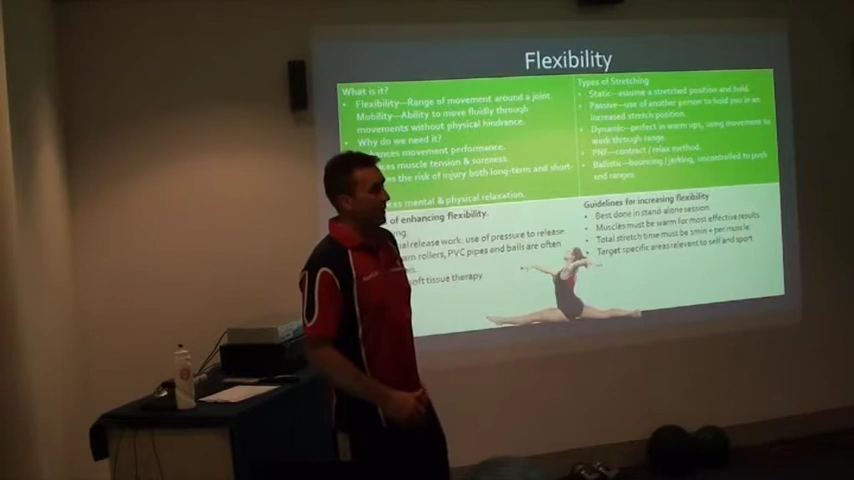 Flexibility
What is it?
• Flexibility—Range of movement around a joint.
Mobility—Ability to move fluidly through
movements without physical hindrance.
• Why do we need it?
movement performance.
muscle tension & soreness.
the risk of injury both long-term and short-
mental & physical relaxation.
Types of Stretching
• Static—assume a stretched position and hold.
• Passive—use of another person to hold you in an
increased stretch position.
• Dynamic—perfect in warm ups, using movement to
work through range.
• PNF—contract / relax method.
• Ballistic—bouncing / jerking, uncontrolled to push
end ranges.
of enhancing flexibility.
release work: use of pressure to release
rollers, PVC pipes and balls are often
soft tissue therapy.
Guidelines for increasing flexibility
• Best done in stand-alone session.
• Muscles must be warm for most effective results
• Total stretch time must be 1min + per muscle.
• Target specific areas relevant to self and sport